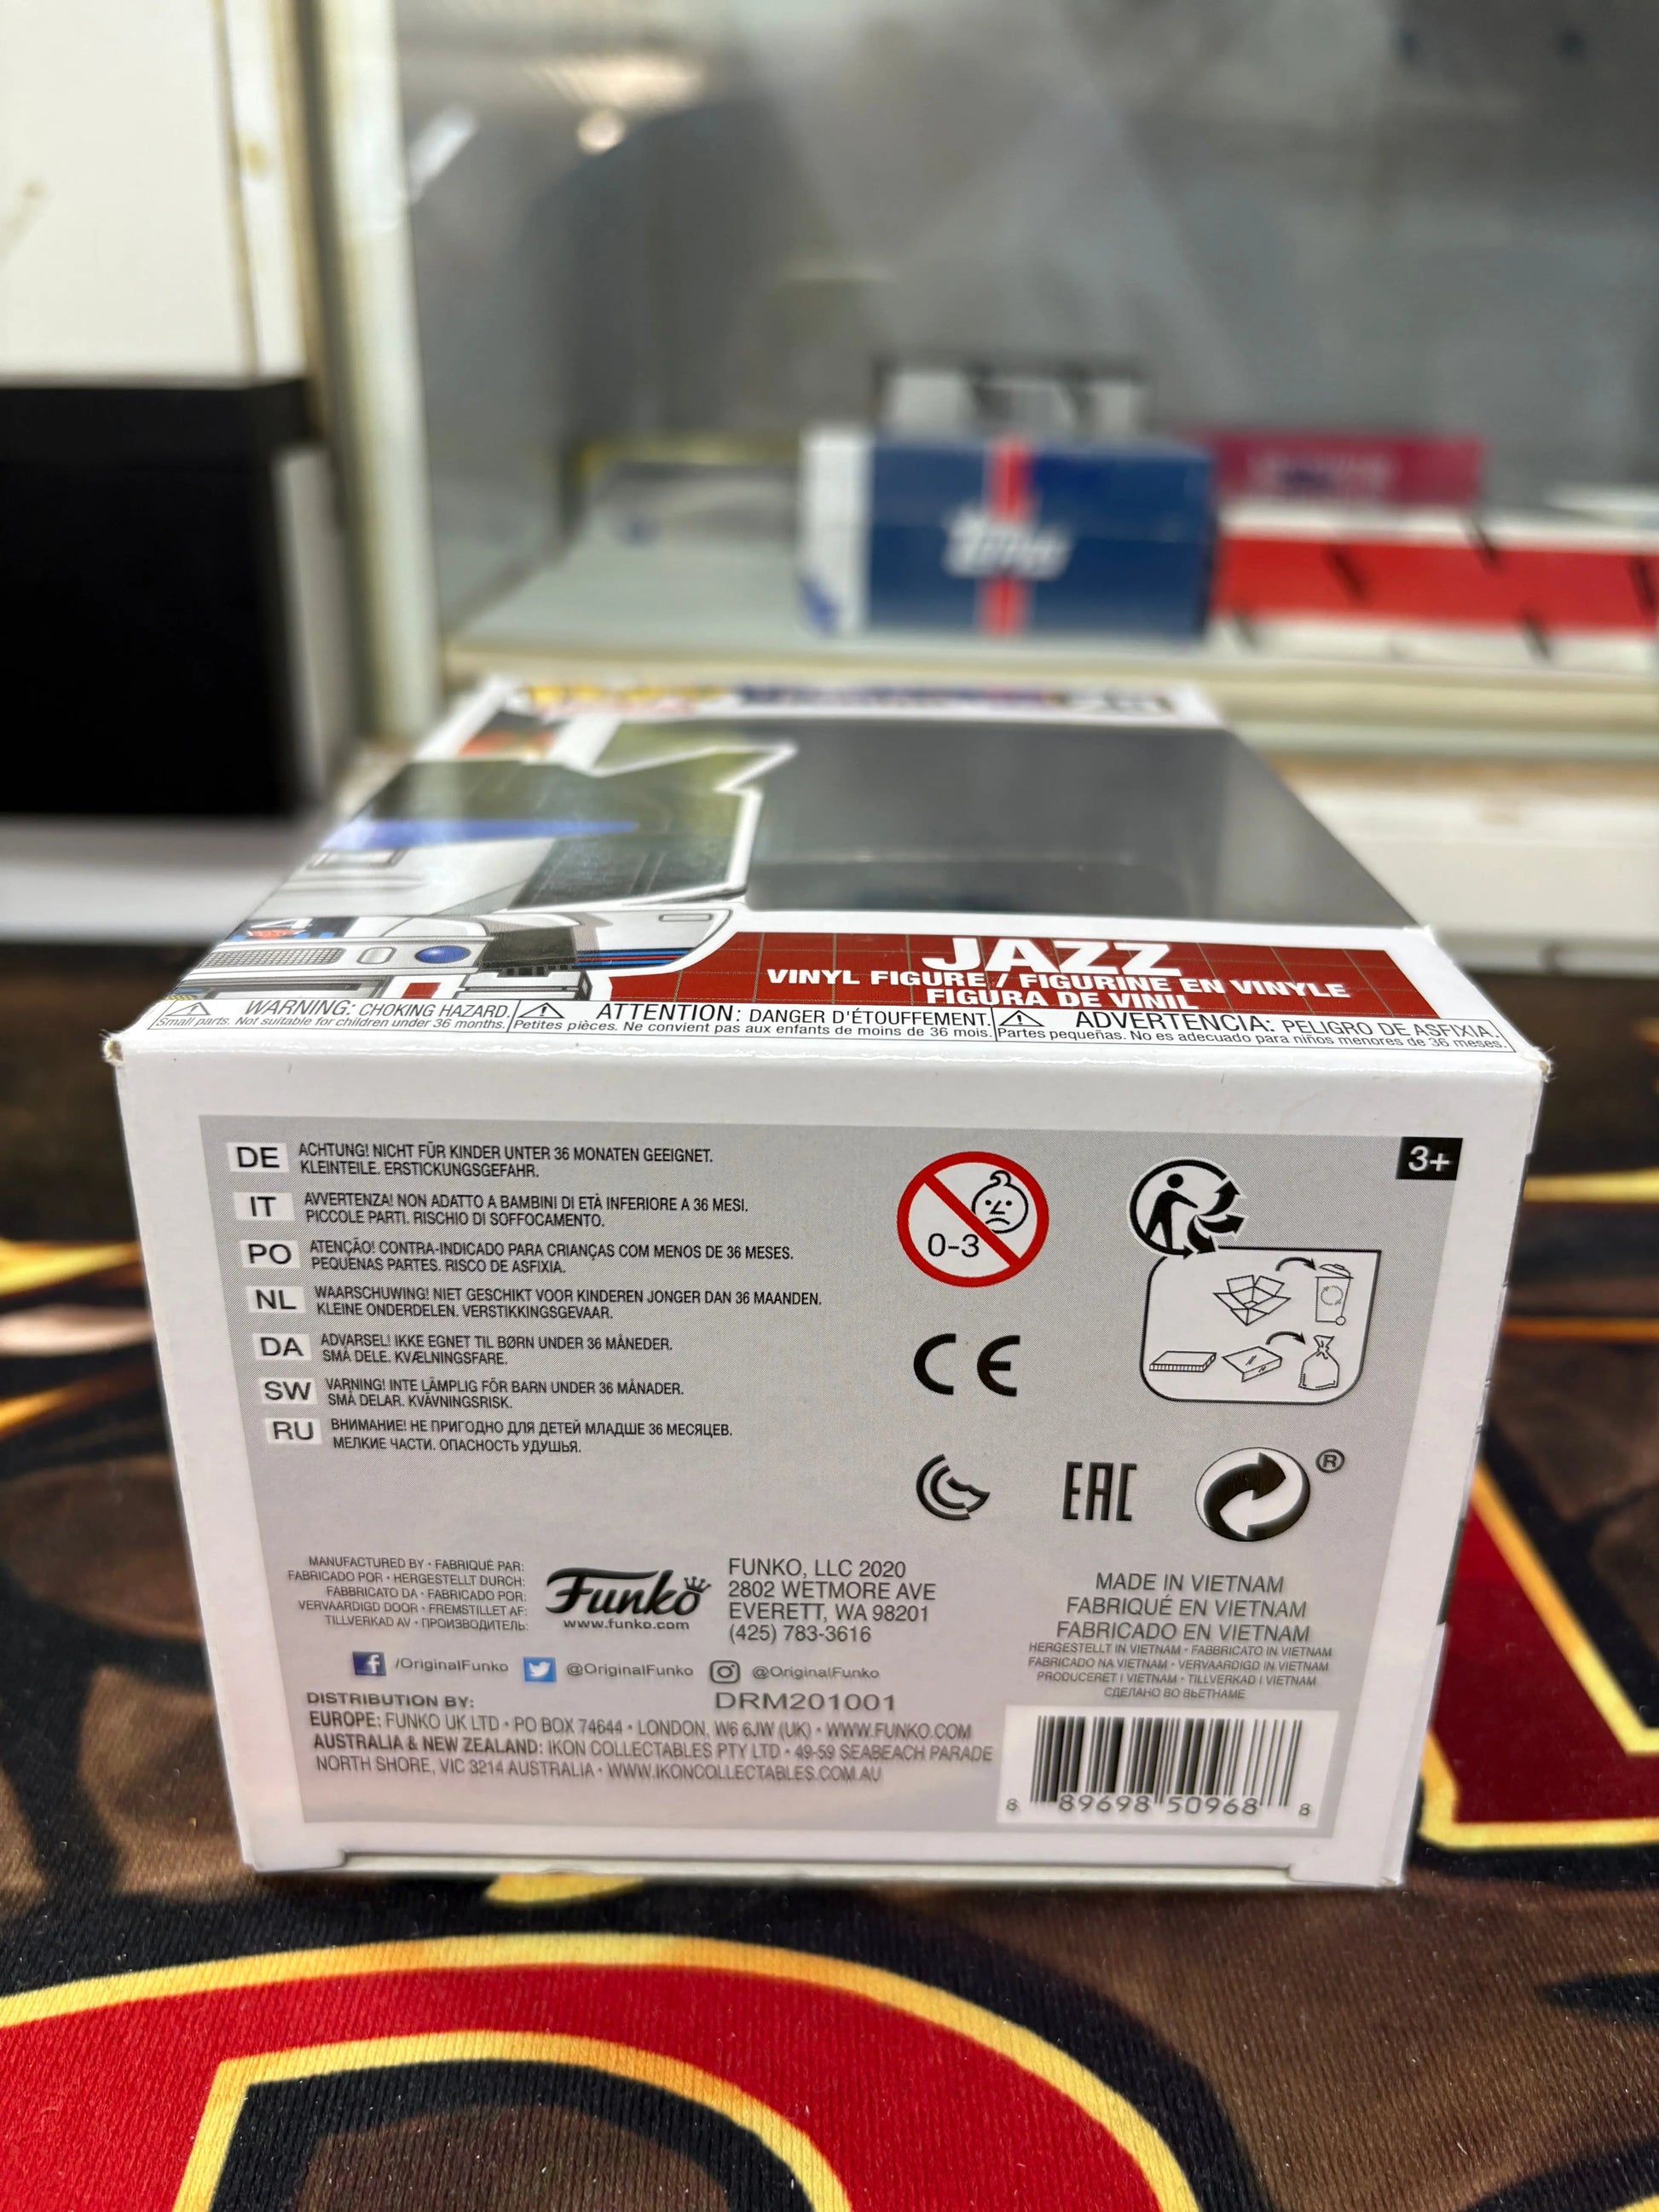 Topps
JAZZ
VINYL FIGURE / FIGURINE EN VINYLE
FIGURA DE VINIL
WARNING: CHOKING HAZARD.
Small parts. Not suitable for children under 36 months.
ATTENTION: DANGER D'ÉTOUFFEMENT.
Petites pièces. Ne convient pas aux enfants de moins de 36 mois.
ADVERTENCIA: PELIGRO DE ASFIXIA.
Partes pequeñas. No es adecuado para niños menores de 36 meses.
DE ACHTUNG! NICHT FÜR KINDER UNTER 36 MONATEN GEEIGNET.
KLEINTEILE. ERSTICKUNGSGEFAHR.
IT AVVERTENZA! NON ADATTO A BAMBINI DI ETÀ INFERIORE A 36 MESI.
PICCOLE PARTI. RISCHIO DI SOFFOCAMENTO.
PO ATENÇÃO! CONTRA-INDICADO PARA CRIANÇAS COM MENOS DE 36 MESES.
PEQUENAS PARTES. RISCO DE ASFIXIA.
NL WAARSCHUWING! NIET GESCHIKT VOOR KINDEREN JONGER DAN 36 MAANDEN.
KLEINE ONDERDELEN. VERSTIKKINGSGEVAAR.
DA ADVARSEL! IKKE EGNET TIL BØRN UNDER 36 MÅNEDER.
SMÅ DELE. KVÆLNINGSFARE.
SW VARNING! INTE LÄMPLIG FÖR BARN UNDER 36 MÅNADER.
SMÅ DELAR. KVÄVNINGSRISK.
RU ВНИМАНИЕ! НЕ ПРИГОДНО ДЛЯ ДЕТЕЙ МЛАДШЕ 36 МЕСЯЦЕВ.
МЕЛКИЕ ЧАСТИ. ОПАСНОСТЬ УДУШЬЯ.
0-3
3+
CE
EAC
®
MANUFACTURED BY • FABRIQUÉ PAR:
FABRICADO POR • HERGESTELLT DURCH:
FABBRICATO DA • FABRICADO POR:
VERVAARDIGD DOOR • FREMSTILLET AF:
TILLVERKAD AV • ПРОИЗВОДИТЕЛЬ:
Funko
www.funko.com
FUNKO, LLC 2020
2802 WETMORE AVE
EVERETT, WA 98201
(425) 783-3616
/OriginalFunko @OriginalFunko @OriginalFunko
DISTRIBUTION BY: DRM201001
EUROPE: FUNKO UK LTD • PO BOX 74644 • LONDON, W6 6JW (UK) • WWW.FUNKO.COM
AUSTRALIA & NEW ZEALAND: IKON COLLECTABLES PTY LTD • 49-59 SEABEACH PARADE
NORTH SHORE, VIC 3214 AUSTRALIA • WWW.IKONCOLLECTABLES.COM.AU
MADE IN VIETNAM
FABRIQUÉ EN VIETNAM
FABRICADO EN VIETNAM
HERGESTELLT IN VIETNAM • FABBRICATO IN VIETNAM
FABRICADO NA VIETNAM • VERVAARDIGD IN VIETNAM
PRODUCERET I VIETNAM • TILLVERKAD I VIETNAM
СДЕЛАНО ВО ВЬЕТНАМЕ
8 89698 50968 8